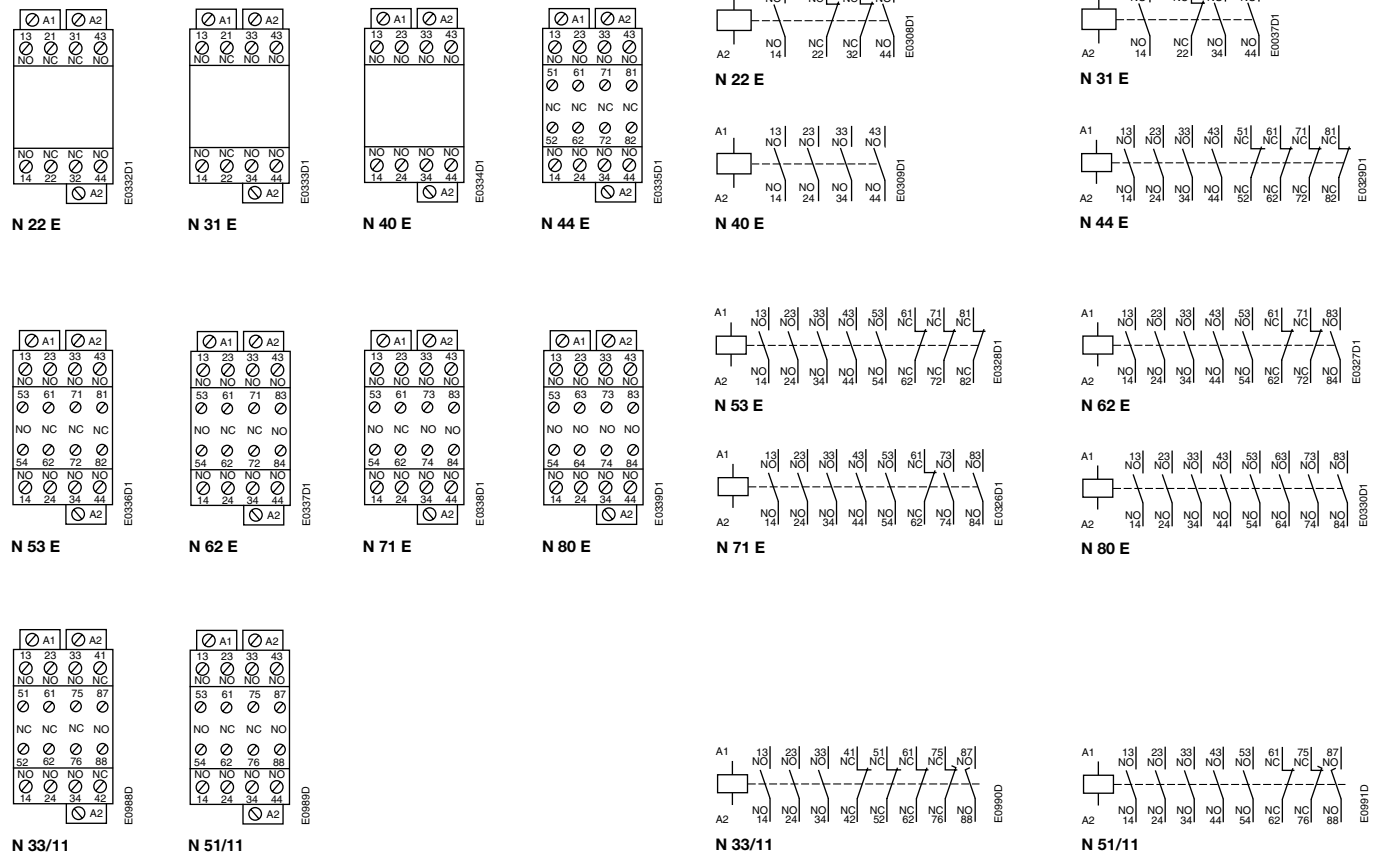 A1 A2
13 21 31 43
NO NC NC NO
NO NC NC NO
14 22 32 44
A2
E0332D1
N 22 E
A1 A2
13 21 33 43
NO NC NO NO
NO NC NO NO
14 22 34 44
A2
E0333D1
N 31 E
A1 A2
13 23 33 43
NO NO NO NO
NO NO NO NO
14 24 34 44
A2
E0334D1
N 40 E
A1 A2
13 23 33 43
NO NO NO NO
51 61 71 81
NC NC NC NC
52 62 72 82
NO NO NO NO
14 24 34 44
A2
E0335D1
N 44 E
A2
NO NC NC NO
14 22 32 44
E0308D1
N 22 E
A2
NO NC NO NO
14 22 34 44
E0037D1
N 31 E
A1
13 23 33 43
NO NO NO NO
A2
NO NO NO NO
14 24 34 44
E0309D1
N 40 E
A1
13 23 33 43 51 61 71 81
NO NO NO NO NC NC NC NC
A2
NO NO NO NO NC NC NC NC
14 24 34 44 52 62 72 82
E0329D1
N 44 E
A1 A2
13 23 33 43
NO NO NO NO
53 61 71 81
NO NC NC NC
54 62 72 82
NO NO NO NO
14 24 34 44
A2
E0336D1
N 53 E
A1 A2
13 23 33 43
NO NO NO NO
53 61 71 83
NO NC NC NO
54 62 72 84
NO NO NO NO
14 24 34 44
A2
E0337D1
N 62 E
A1 A2
13 23 33 43
NO NO NO NO
53 61 73 83
NO NC NO NO
54 62 74 84
NO NO NO NO
14 24 34 44
A2
E0338D1
N 71 E
A1 A2
13 23 33 43
NO NO NO NO
53 63 73 83
NO NO NO NO
54 64 74 84
NO NO NO NO
14 24 34 44
A2
E0339D1
N 80 E
A1
13 23 33 43 53 61 71 81
NO NO NO NO NO NC NC NC
A2
NO NO NO NO NO NC NC NC
14 24 34 44 54 62 72 82
E0328D1
N 53 E
A1
13 23 33 43 53 61 71 83
NO NO NO NO NO NC NC NO
A2
NO NO NO NO NO NC NC NO
14 24 34 44 54 62 72 84
E0327D1
N 62 E
A1
13 23 33 43 53 61 73 83
NO NO NO NO NO NC NO NO
A2
NO NO NO NO NO NC NO NO
14 24 34 44 54 62 74 84
E0326D1
N 71 E
A1
13 23 33 43 53 63 73 83
NO NO NO NO NO NO NO NO
A2
NO NO NO NO NO NO NO NO
14 24 34 44 54 64 74 84
E0330D1
N 80 E
A1 A2
13 23 33 41
NO NO NO NC
51 61 75 87
NC NC NC NO
52 62 76 88
NO NO NO NC
14 24 34 42
A2
E0988D
N 33/11
A1 A2
13 23 33 43
NO NO NO NO
53 61 75 87
NO NC NC NO
54 62 76 88
NO NO NO NO
14 24 34 44
A2
E0989D
N 51/11
A1
13 23 33 41 51 61 75 87
NO NO NO NC NC NC NC NO
A2
NO NO NO NC NC NC NC NO
14 24 34 42 52 62 76 88
E0990D
N 33/11
A1
13 23 33 43 53 61 75 87
NO NO NO NO NO NC NC NO
A2
NO NO NO NO NO NC NC NO
14 24 34 44 54 62 76 88
E0991D
N 51/11